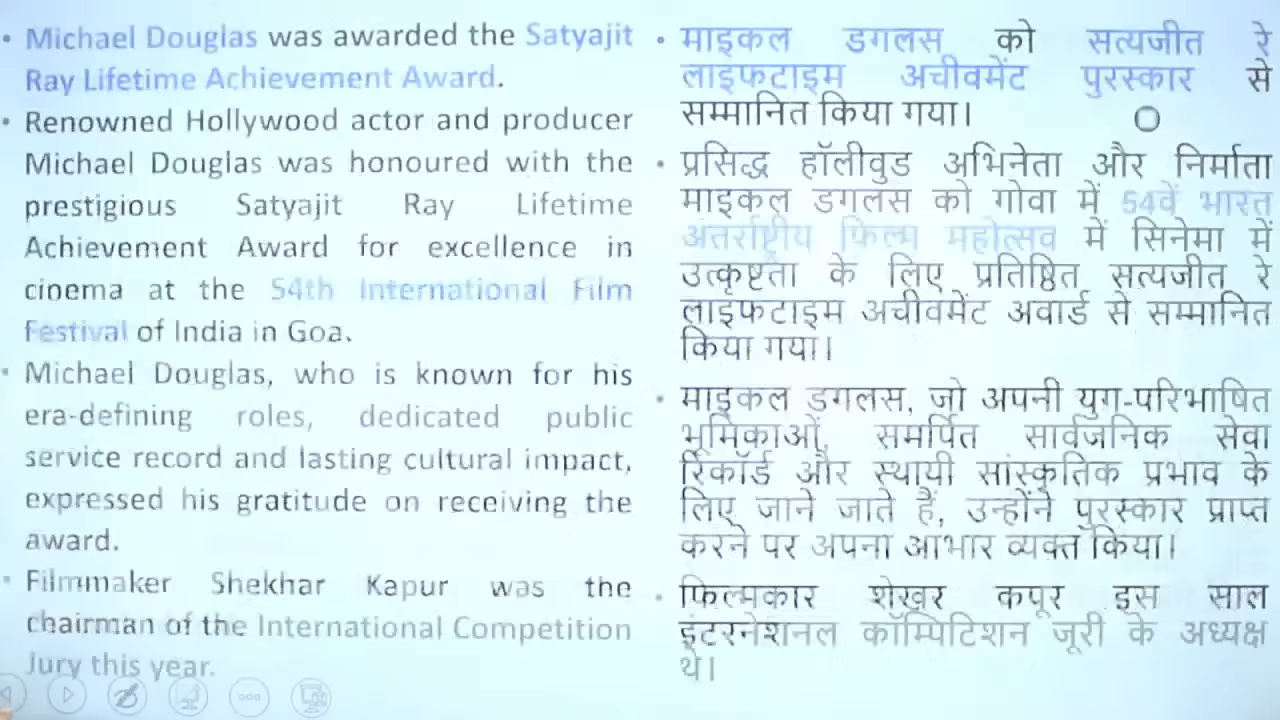 • Michael Douglas was awarded the Satyajit
Ray Lifetime Achievement Award.
• Renowned Hollywood actor and producer
Michael Douglas was honoured with the
prestigious Satyajit Ray Lifetime
Achievement Award for excellence in
cinema at the 54th International Film
Festival of India in Goa.
• Michael Douglas, who is known for his
era-defining roles, dedicated public
service record and lasting cultural impact,
expressed his gratitude on receiving the
award.
• Filmmaker Shekhar Kapur was the
chairman of the International Competition
Jury this year.
• माइकल डगलस को सत्यजीत रे
लाइफटाइम अचीवमेंट पुरस्कार से
सम्मानित किया गया।
• प्रसिद्ध हॉलीवुड अभिनेता और निर्माता
माइकल डगलस को गोवा में 54वें भारत
अंतर्राष्ट्रीय फिल्म महोत्सव में सिनेमा में
उत्कृष्टता के लिए प्रतिष्ठित सत्यजीत रे
लाइफटाइम अचीवमेंट अवार्ड से सम्मानित
किया गया।
• माइकल डगलस, जो अपनी युग-परिभाषित
भूमिकाओं, समर्पित सार्वजनिक सेवा
रिकॉर्ड और स्थायी सांस्कृतिक प्रभाव के
लिए जाने जाते हैं, उन्होंने पुरस्कार प्राप्त
करने पर अपना आभार व्यक्त किया।
• फिल्मकार शेखर कपूर इस साल
इंटरनेशनल कॉम्पिटिशन जूरी के अध्यक्ष
थे।